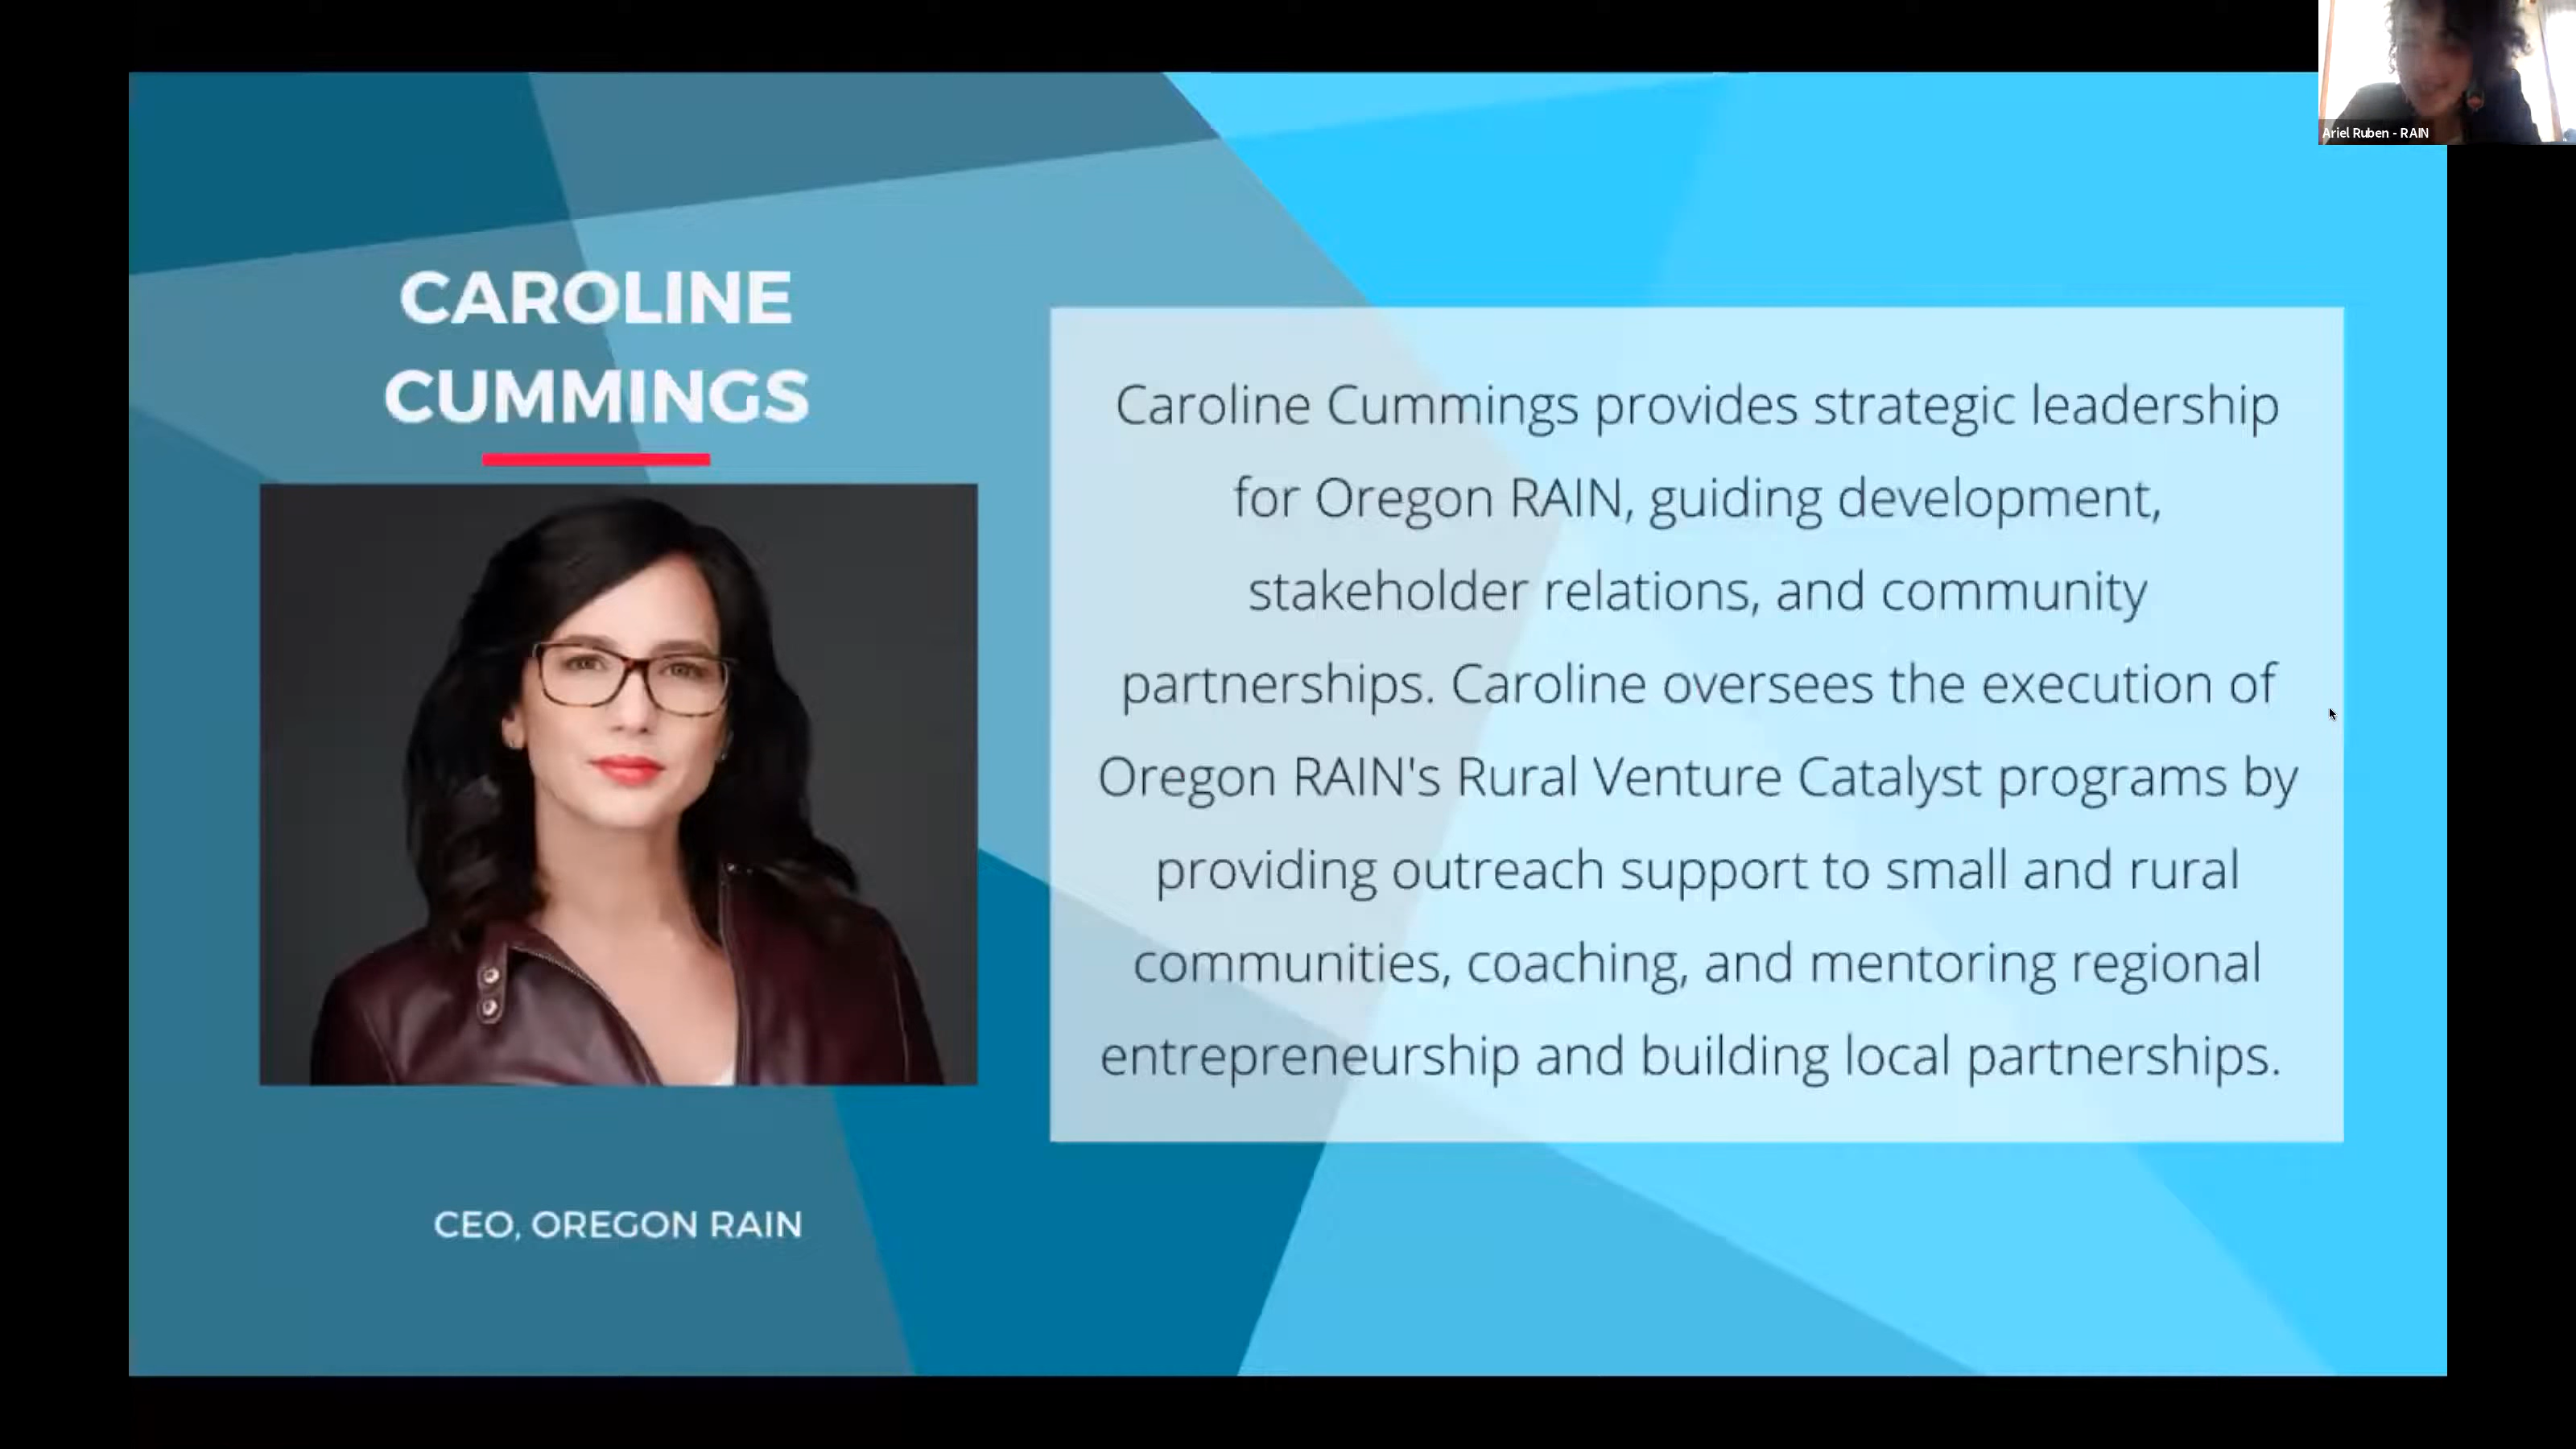 Ariel Ruben - RAIN
CAROLINE
CUMMINGS
CEO, OREGON RAIN
Caroline Cummings provides strategic leadership
for Oregon RAIN, guiding development,
stakeholder relations, and community
partnerships. Caroline oversees the execution of
Oregon RAIN's Rural Venture Catalyst programs by
providing outreach support to small and rural
communities, coaching, and mentoring regional
entrepreneurship and building local partnerships.